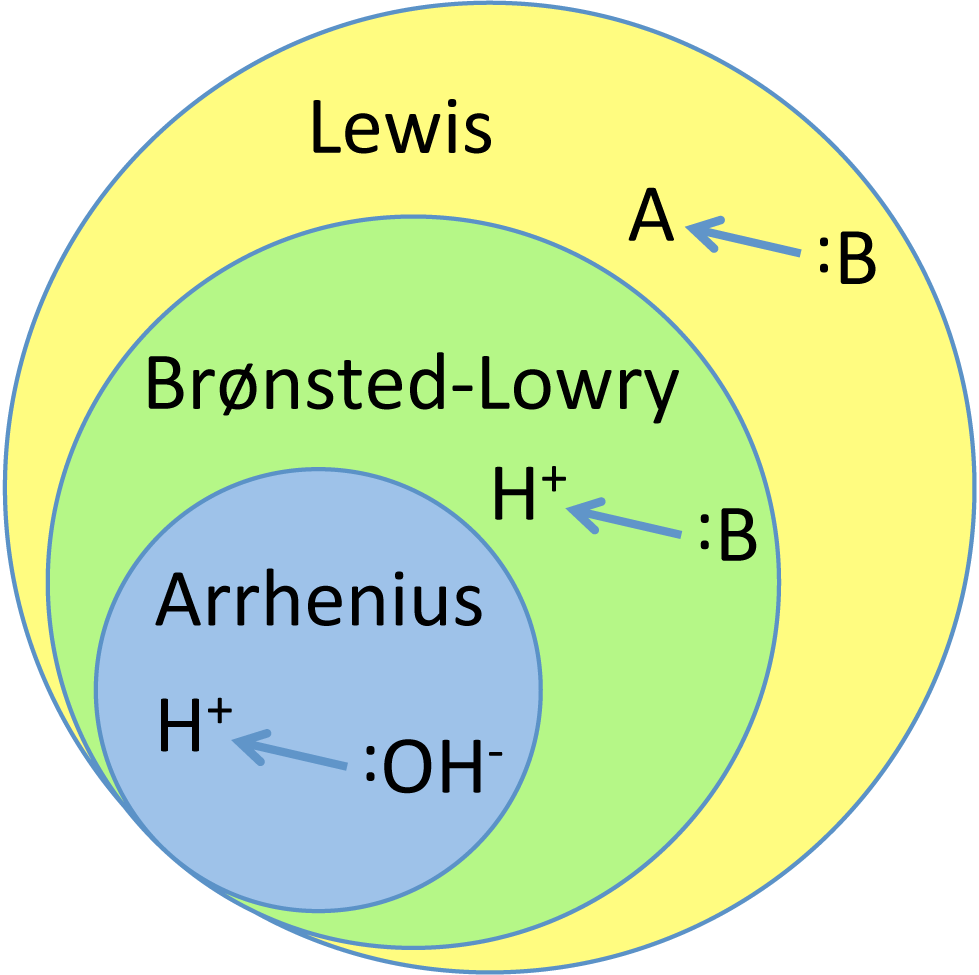 Lewis
A :B
Brønsted-Lowry
H⁺ :B
Arrhenius
H⁺ :OH⁻